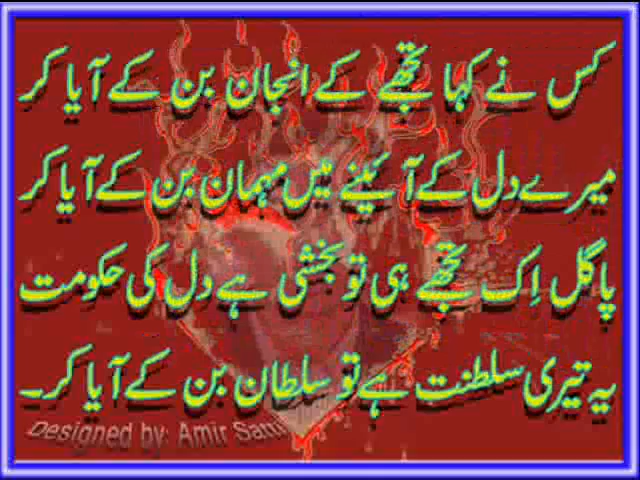 کس نے کہا تجھے کے انجان بن کے آیا کر
میرے دل کے آئینے میں مہمان بن کے آیا کر
پاگل اِک تجھے ہی تو بخشی ہے دل کی حکومت
یہ تیری سلطنت ہے تو سلطان بن کے آیا کر۔
Designed by: Amir Sami